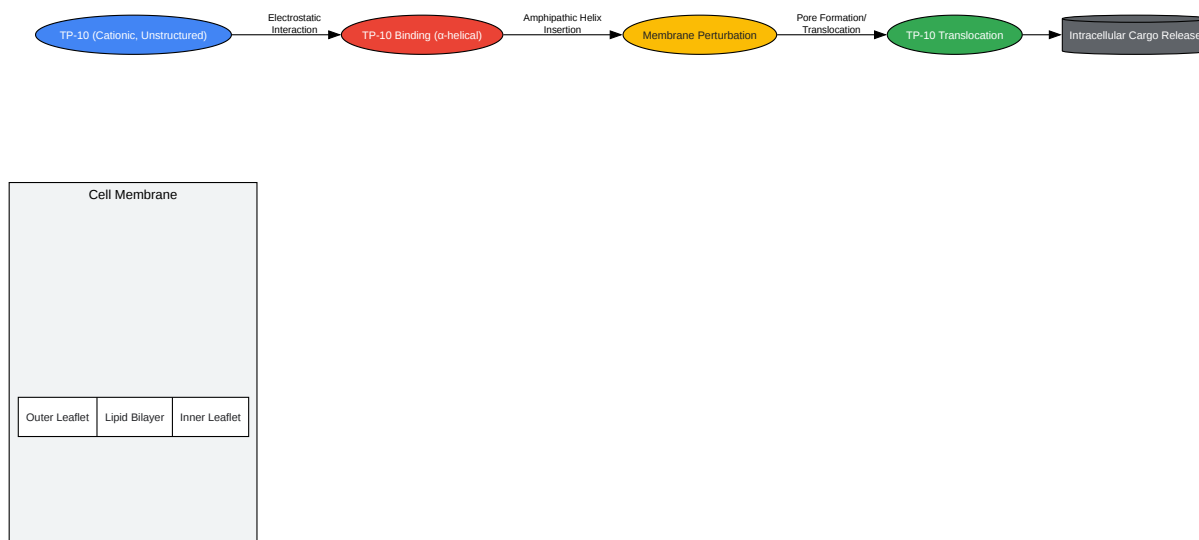 TP-10 (Cationic, Unstructured)
Electrostatic
Interaction
TP-10 Binding (α-helical)
Amphipathic Helix
Insertion
Membrane Perturbation
Pore Formation/
Translocation
TP-10 Translocation
Intracellular Cargo Release
Cell Membrane
Outer Leaflet
Lipid Bilayer
Inner Leaflet